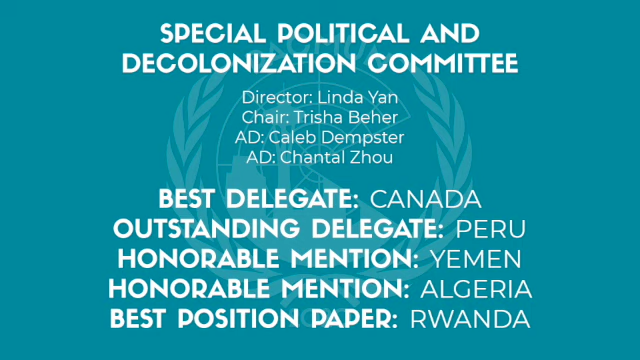 SPECIAL POLITICAL AND
DECOLONIZATION COMMITTEE
Director: Linda Yan
Chair: Trisha Beher
AD: Caleb Dempster
AD: Chantal Zhou
BEST DELEGATE: CANADA
OUTSTANDING DELEGATE: PERU
HONORABLE MENTION: YEMEN
HONORABLE MENTION: ALGERIA
BEST POSITION PAPER: RWANDA